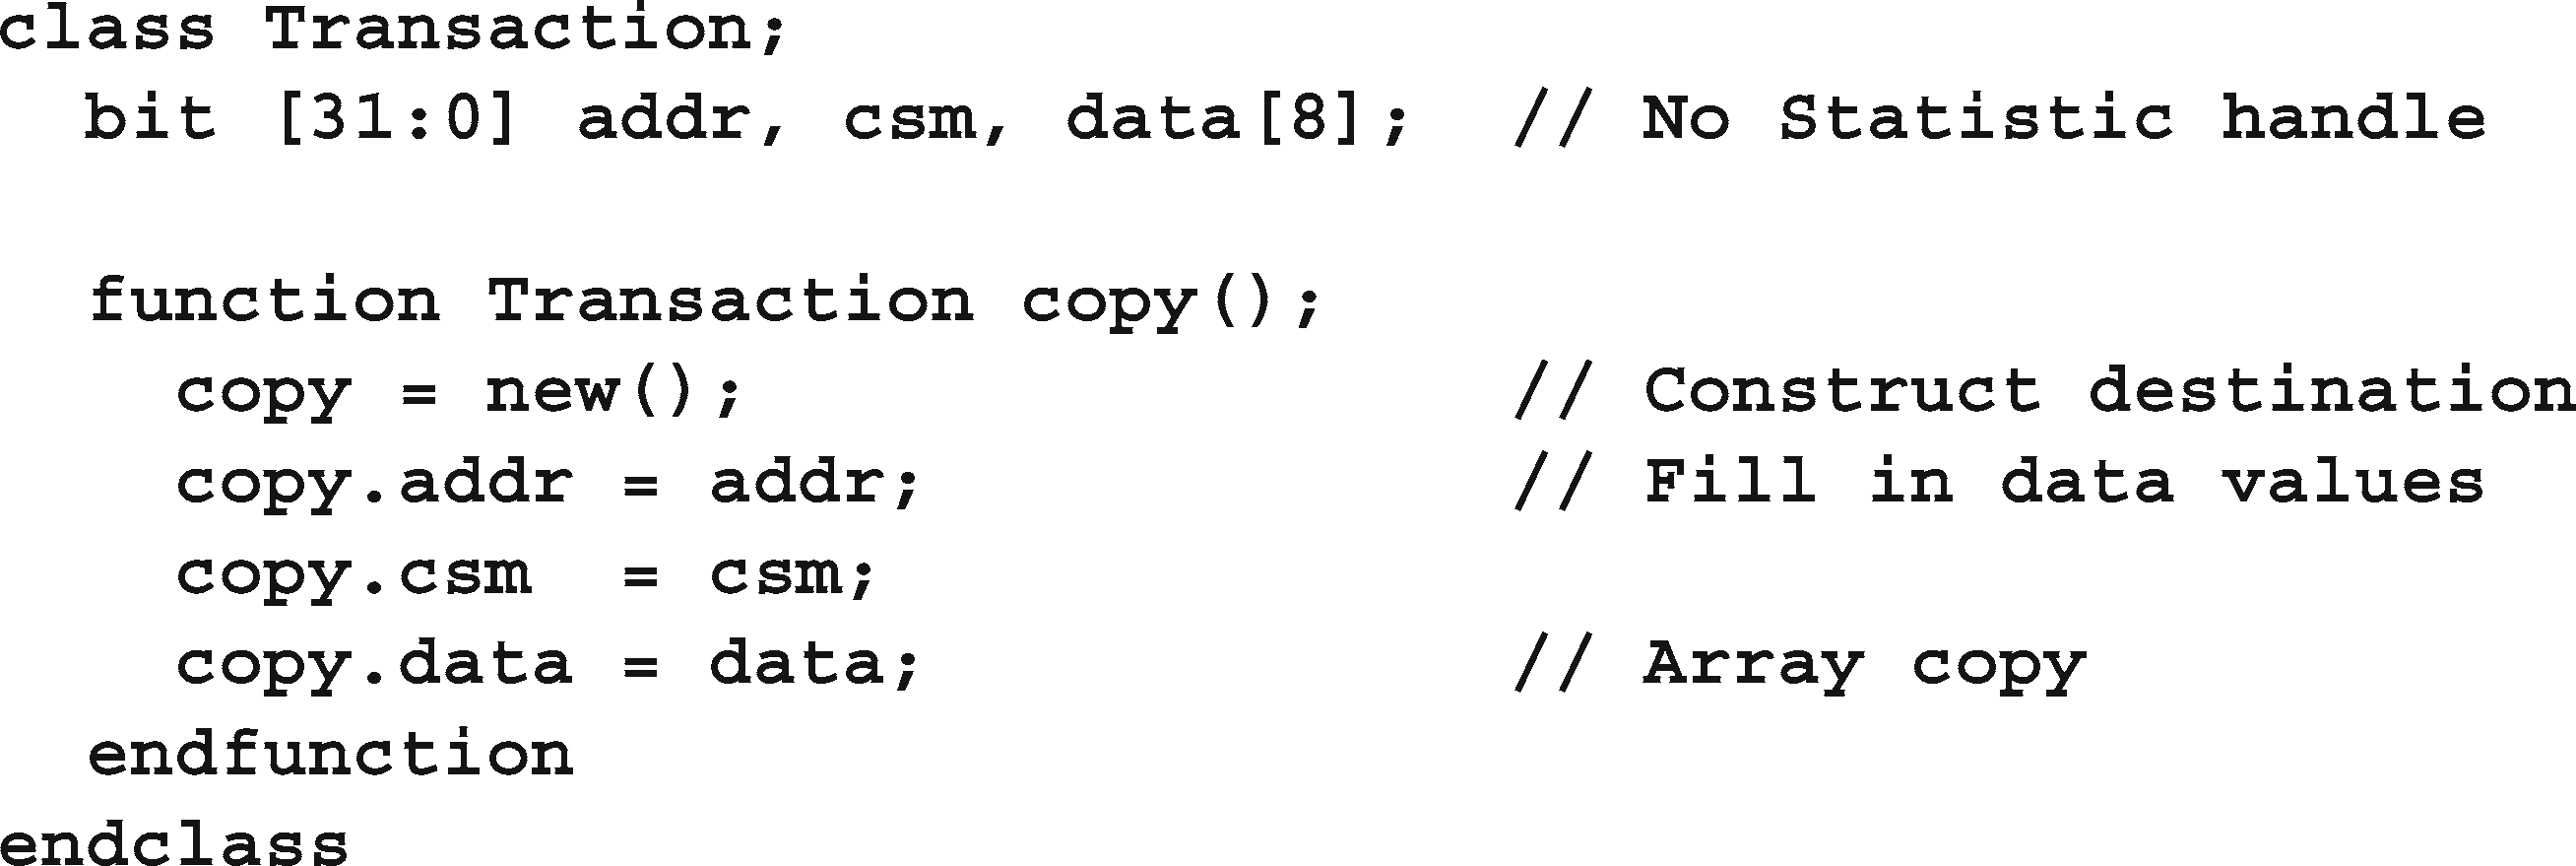 class Transaction;
  bit [31:0] addr, csm, data[8];  // No Statistic handle
  function Transaction copy();
    copy = new();                 // Construct destination
    copy.addr = addr;             // Fill in data values
    copy.csm  = csm;
    copy.data = data;             // Array copy
  endfunction
endclass